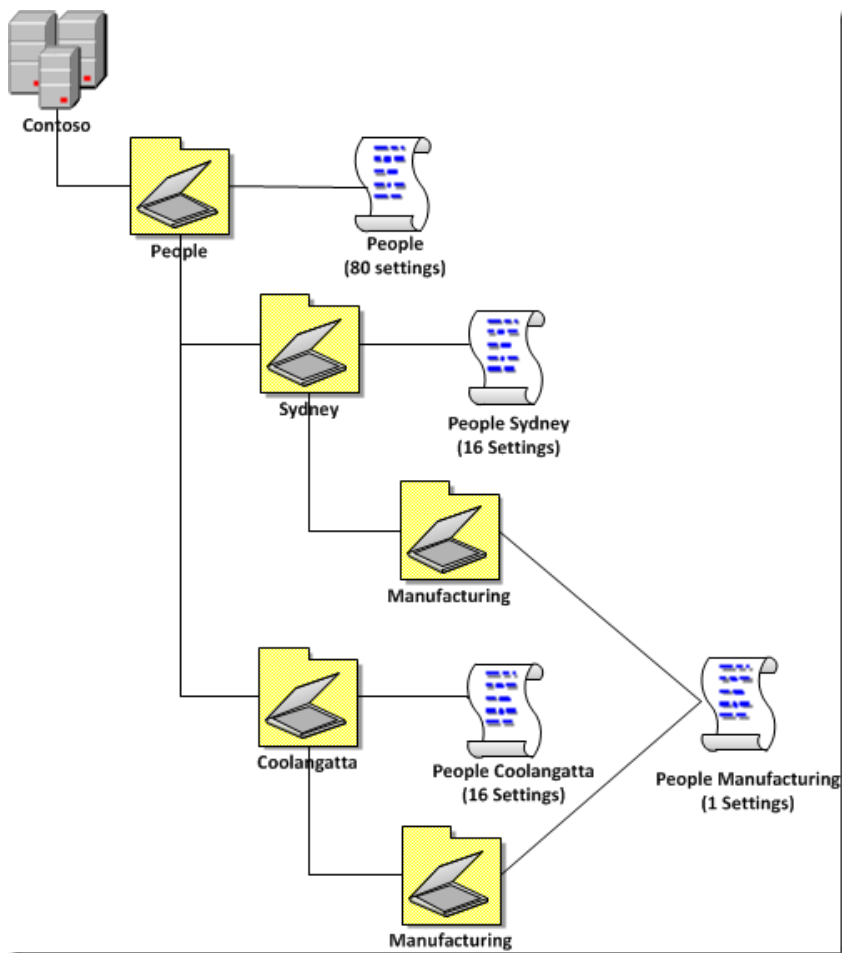 Contoso
People
People
(80 settings)
Sydney
People Sydney
(16 Settings)
Manufacturing
Coolangatta
People Coolangatta
(16 Settings)
People Manufacturing
(1 Settings)
Manufacturing